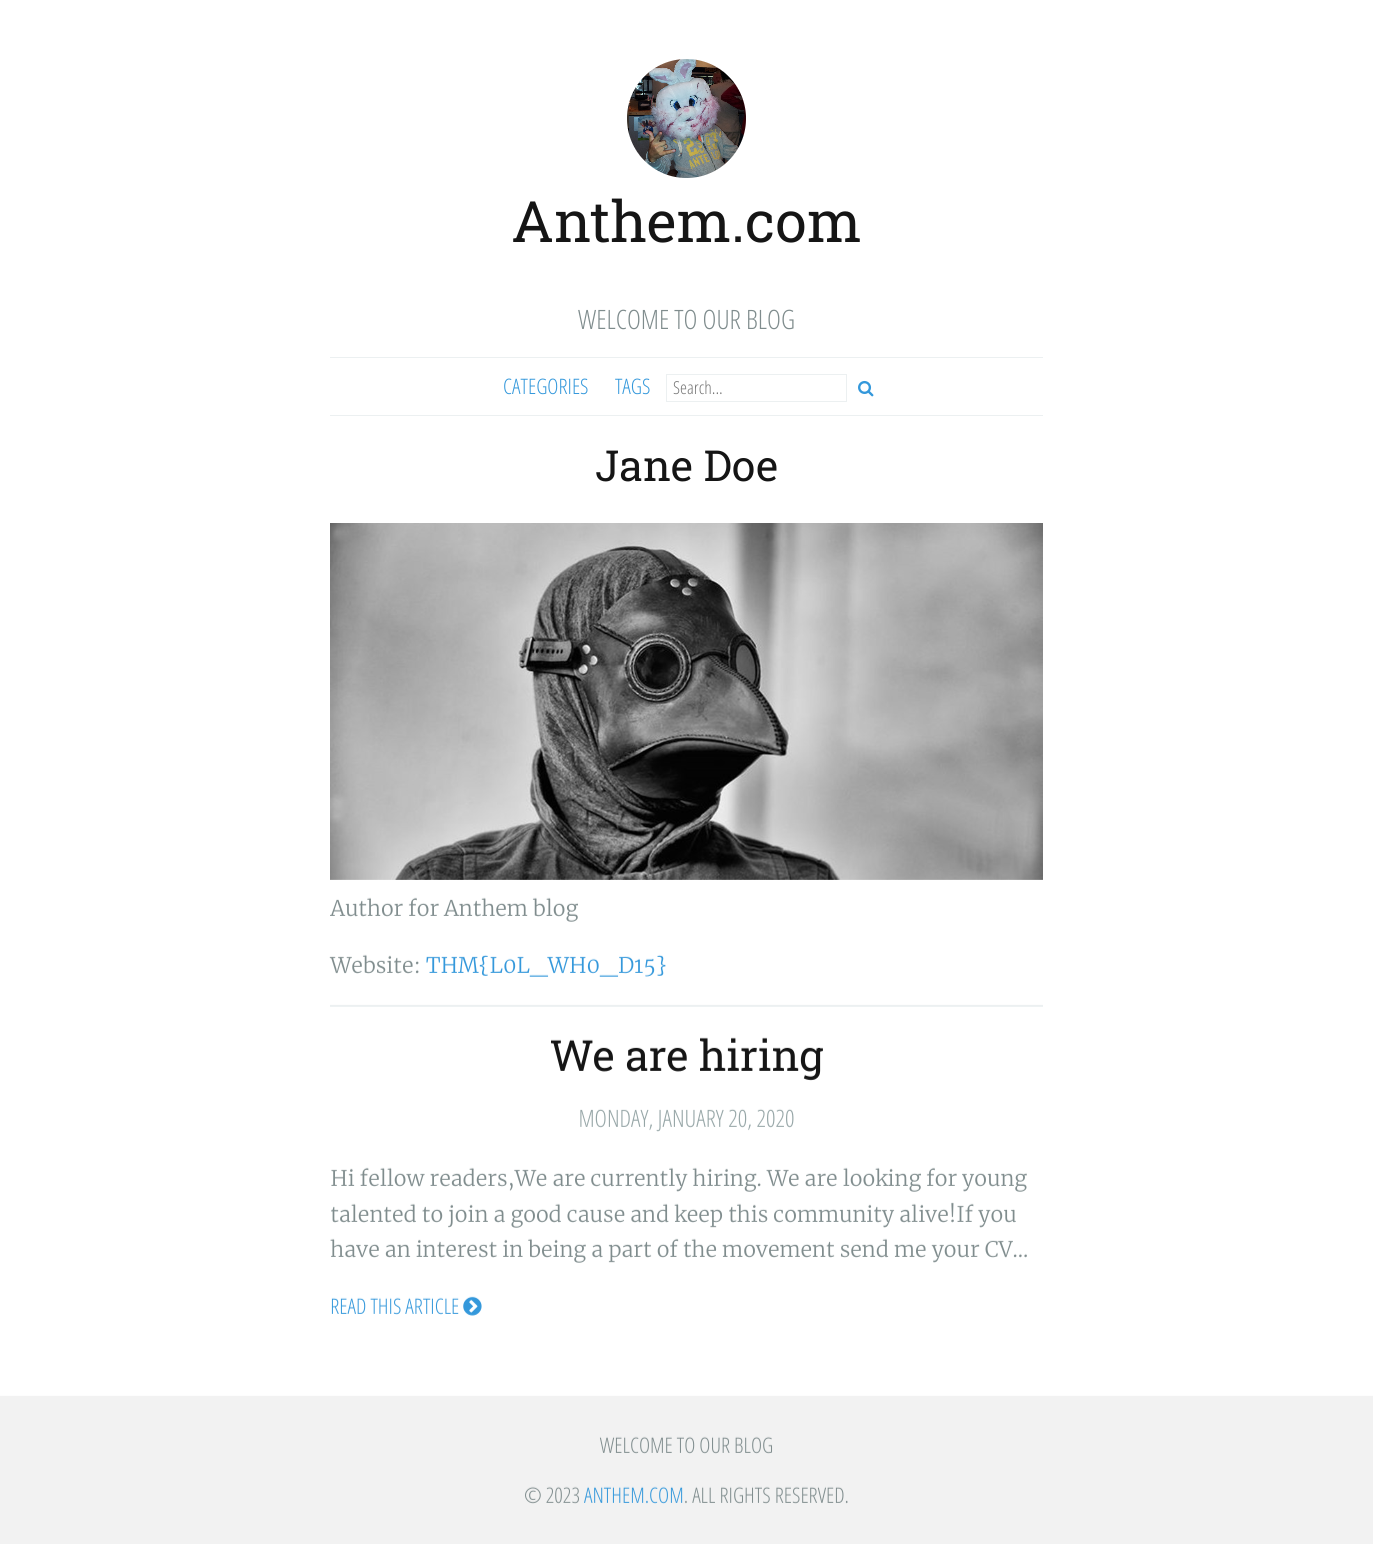 Anthem.com
WELCOME TO OUR BLOG
CATEGORIES TAGS Search...
Jane Doe
Author for Anthem blog
Website: THM{L0L_WH0_D15}
We are hiring
MONDAY, JANUARY 20, 2020
Hi fellow readers,We are currently hiring. We are looking for young
talented to join a good cause and keep this community alive!If you
have an interest in being a part of the movement send me your CV...
READ THIS ARTICLE
WELCOME TO OUR BLOG
© 2023 ANTHEM.COM. ALL RIGHTS RESERVED.